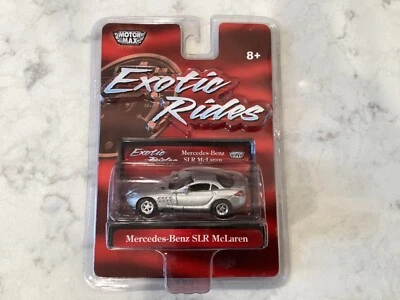 MOTOR
MAX
8+
Exotic
Rides
Exotic
Rides
Mercedes-Benz
SLR McLaren
Mercedes-Benz SLR McLaren